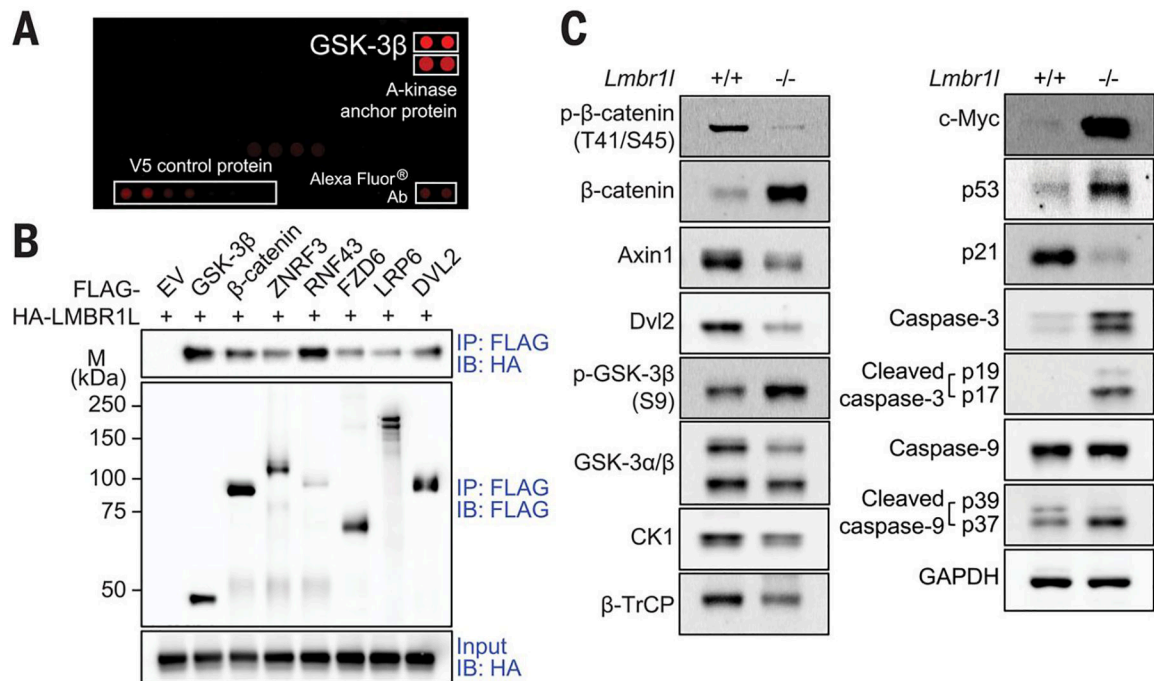 A
GSK-3β
A-kinase
anchor protein
V5 control protein
Alexa Fluor®
Ab
B
FLAG-
EV
GSK-3β
β-catenin
ZNRF3
RNF43
FZD6
LRP6
DVL2
HA-LMBR1L
+ + + + + + + + +
IP: FLAG
IB: HA
M
(kDa)
250
150
100
75
50
IP: FLAG
IB: FLAG
Input
IB: HA
C
Lmbr1l +/+ -/-
p-β-catenin
(T41/S45)
β-catenin
Axin1
Dvl2
p-GSK-3β
(S9)
GSK-3α/β
CK1
β-TrCP
Lmbr1l +/+ -/-
c-Myc
p53
p21
Caspase-3
Cleaved p19
caspase-3 p17
Caspase-9
Cleaved p39
caspase-9 p37
GAPDH